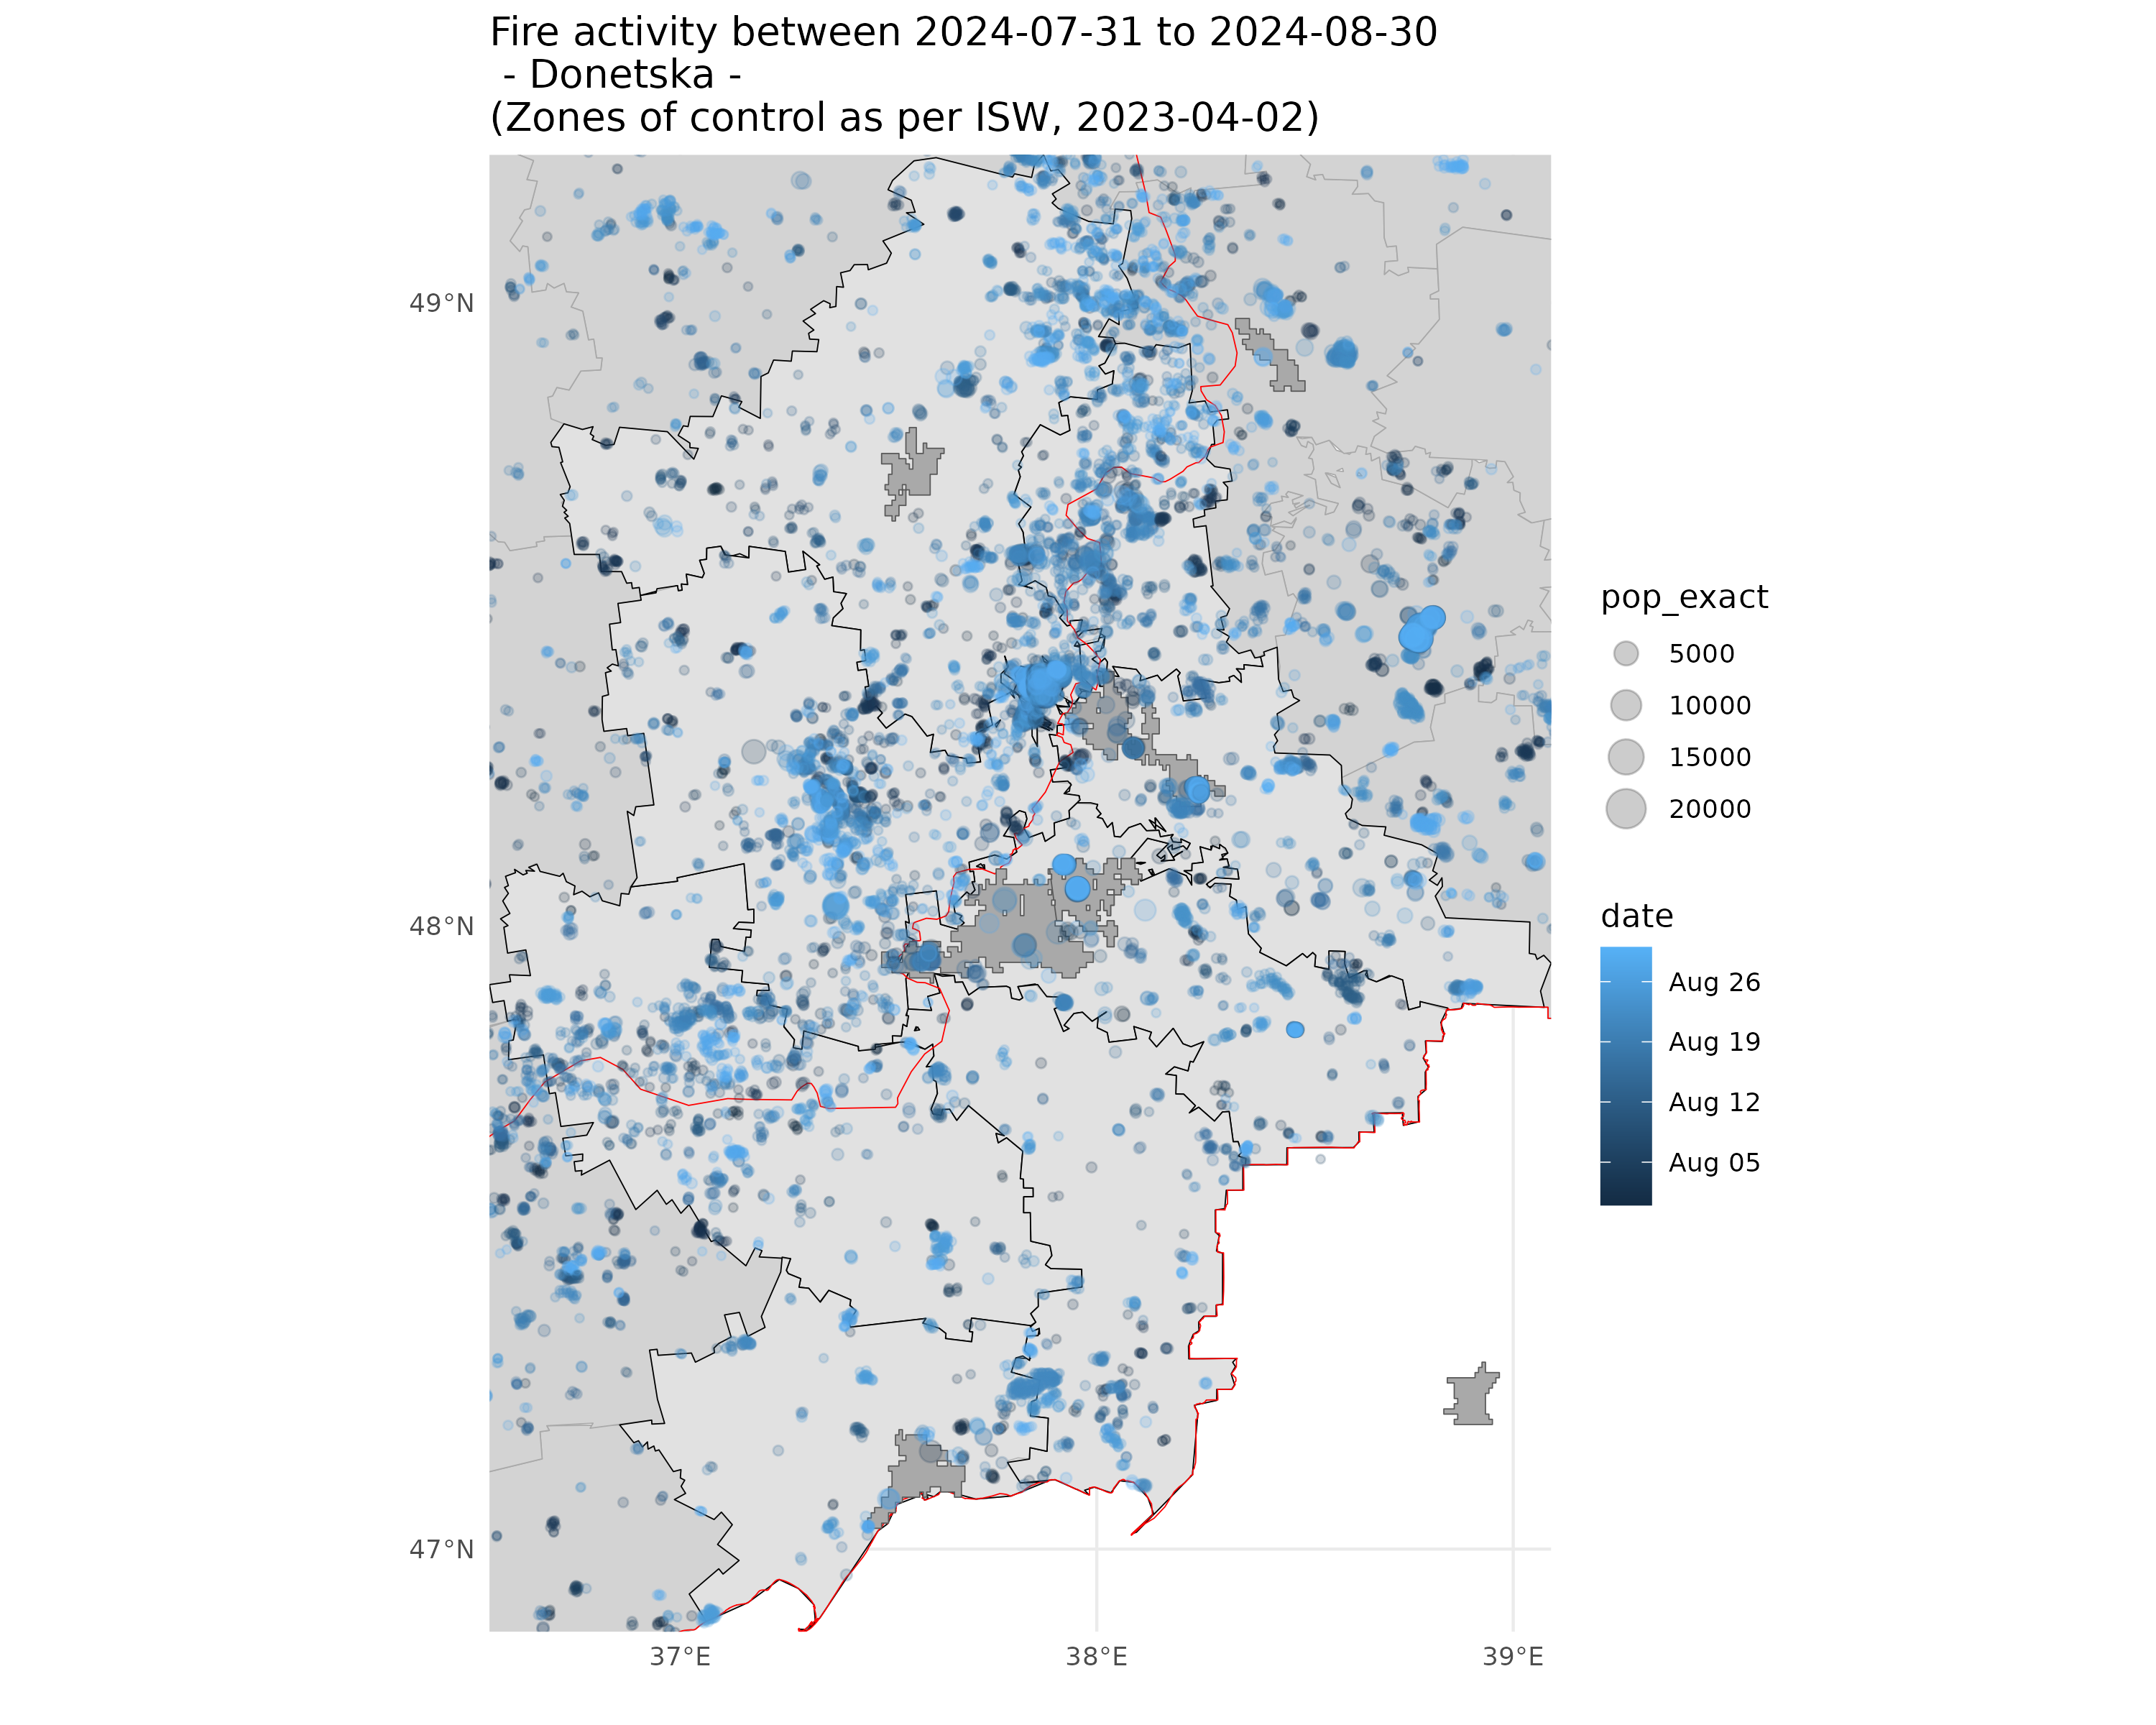 Fire activity between 2024-07-31 to 2024-08-30
- Donetska -
(Zones of control as per ISW, 2023-04-02)
49°N
48°N
47°N
37°E
38°E
39°E
pop_exact
5000
10000
15000
20000
date
Aug 26
Aug 19
Aug 12
Aug 05